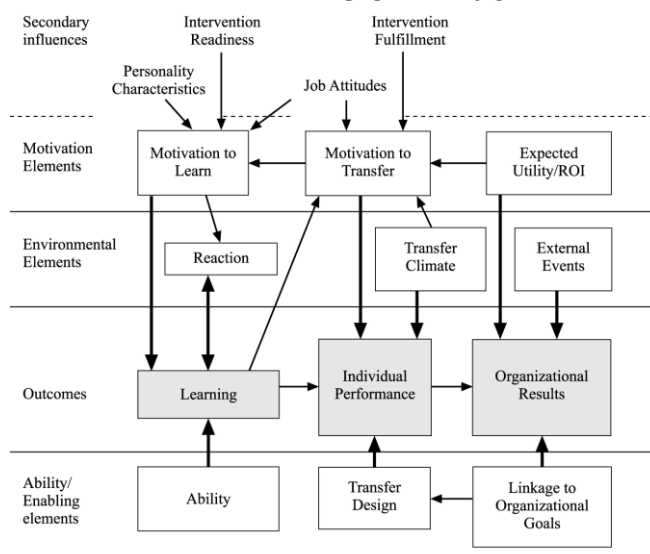 Secondary
influences
Intervention
Readiness
Intervention
Fulfillment
Personality
Characteristics
Job Attitudes
Motivation
Elements
Motivation to
Learn
Motivation to
Transfer
Expected
Utility/ROI
Environmental
Elements
Reaction
Transfer
Climate
External
Events
Outcomes
Learning
Individual
Performance
Organizational
Results
Ability/
Enabling
elements
Ability
Transfer
Design
Linkage to
Organizational
Goals